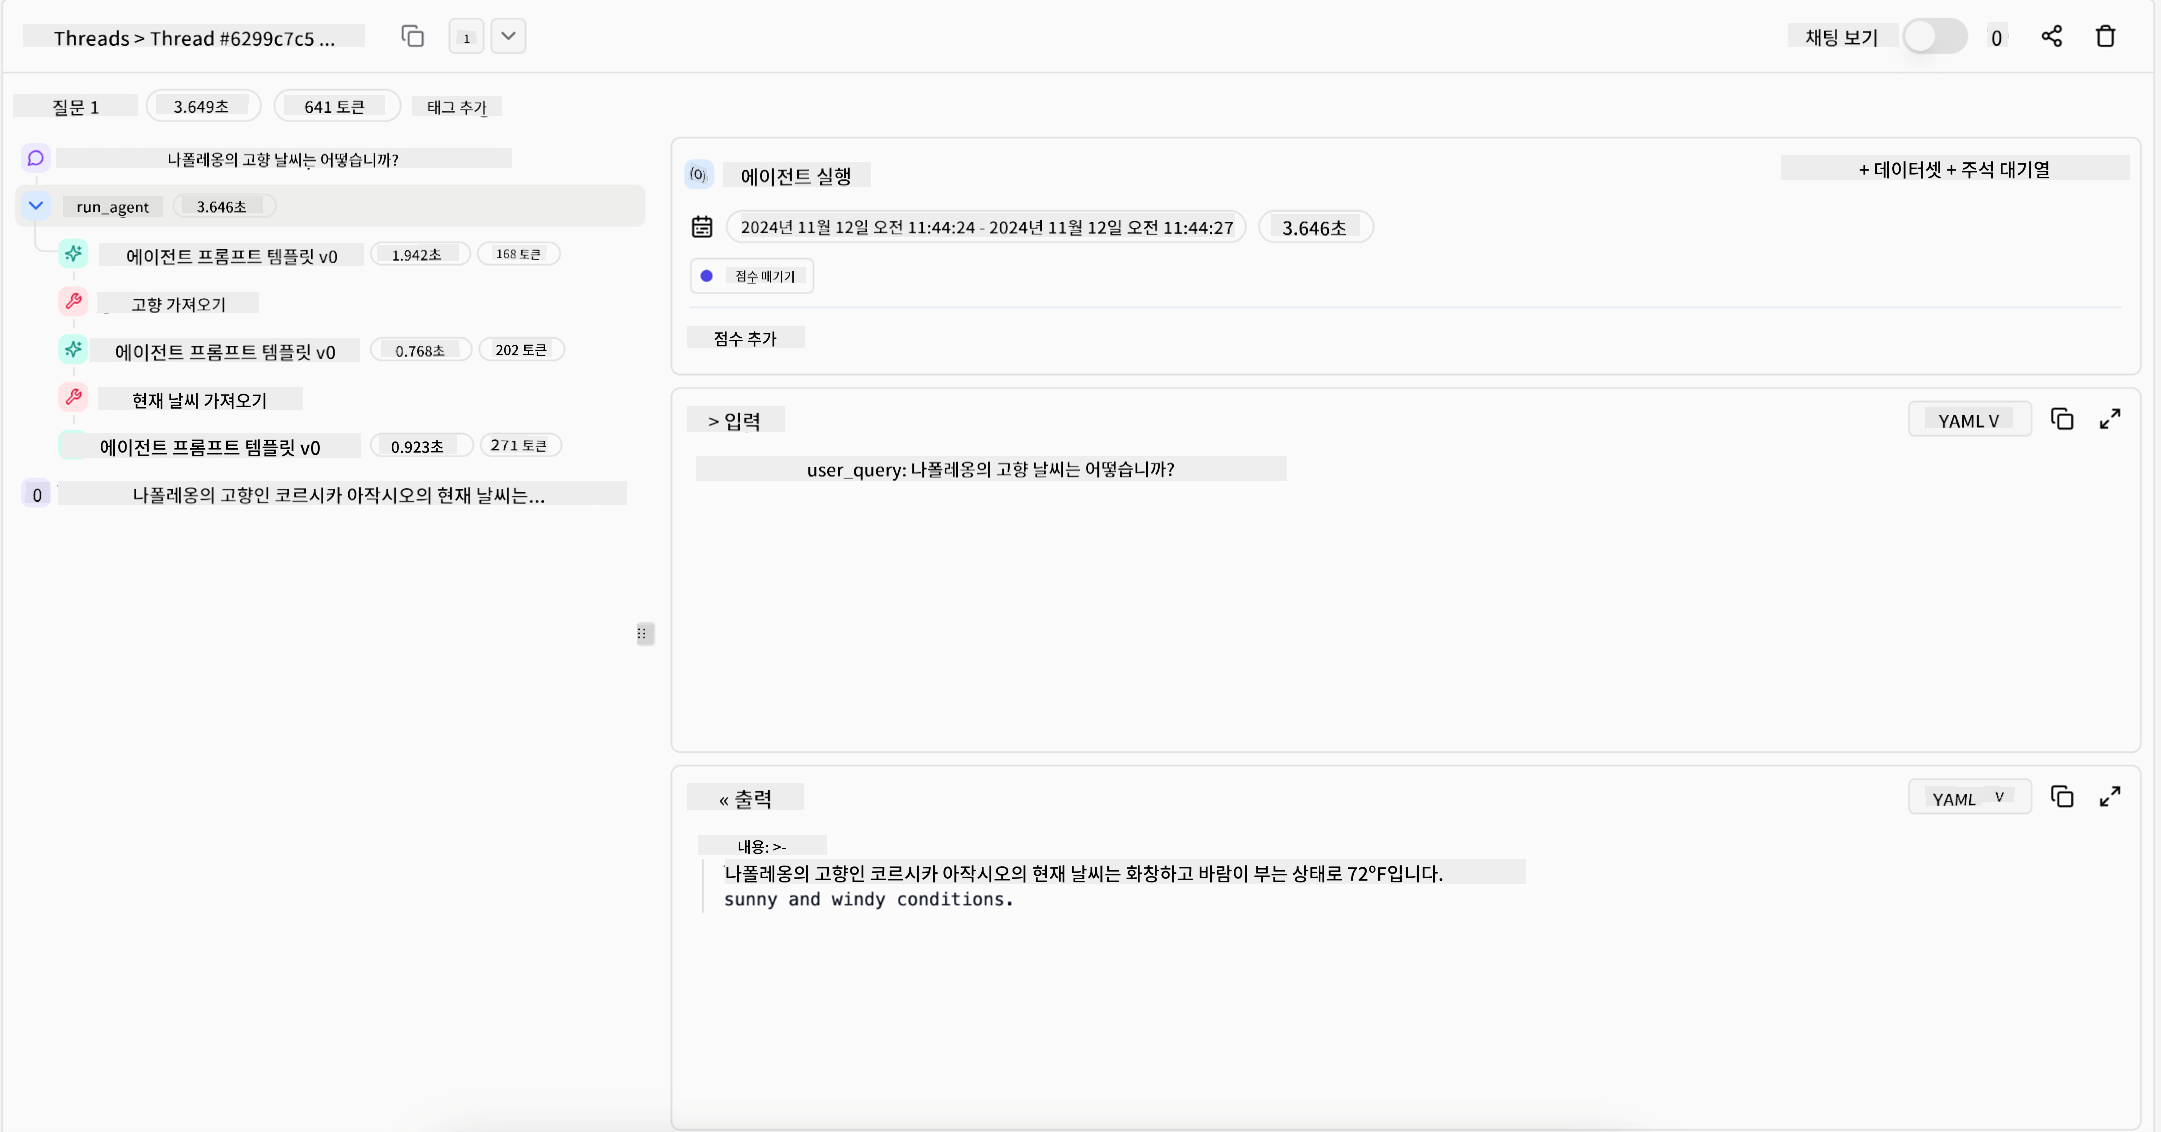 Threads > Thread #6299c7c5 ...
1
채팅 보기
0
질문 1
3.649초
641 토큰
태그 추가
나폴레옹의 고향 날씨는 어떻습니까?
run_agent
3.646초
에이전트 프롬프트 템플릿 v0
1.942초
168 토큰
고향 가져오기
에이전트 프롬프트 템플릿 v0
0.768초
202 토큰
현재 날씨 가져오기
에이전트 프롬프트 템플릿 v0
0.923초
271 토큰
0
나폴레옹의 고향인 코르시카 아작시오의 현재 날씨는...
(o)
에이전트 실행
+ 데이터셋 + 주석 대기열
2024년 11월 12일 오전 11:44:24 - 2024년 11월 12일 오전 11:44:27
3.646초
점수 매기기
점수 추가
> 입력
YAML V
user_query: 나폴레옹의 고향 날씨는 어떻습니까?
« 출력
YAML V
내용: >-
나폴레옹의 고향인 코르시카 아작시오의 현재 날씨는 화창하고 바람이 부는 상태로 72°F입니다.
sunny and windy conditions.